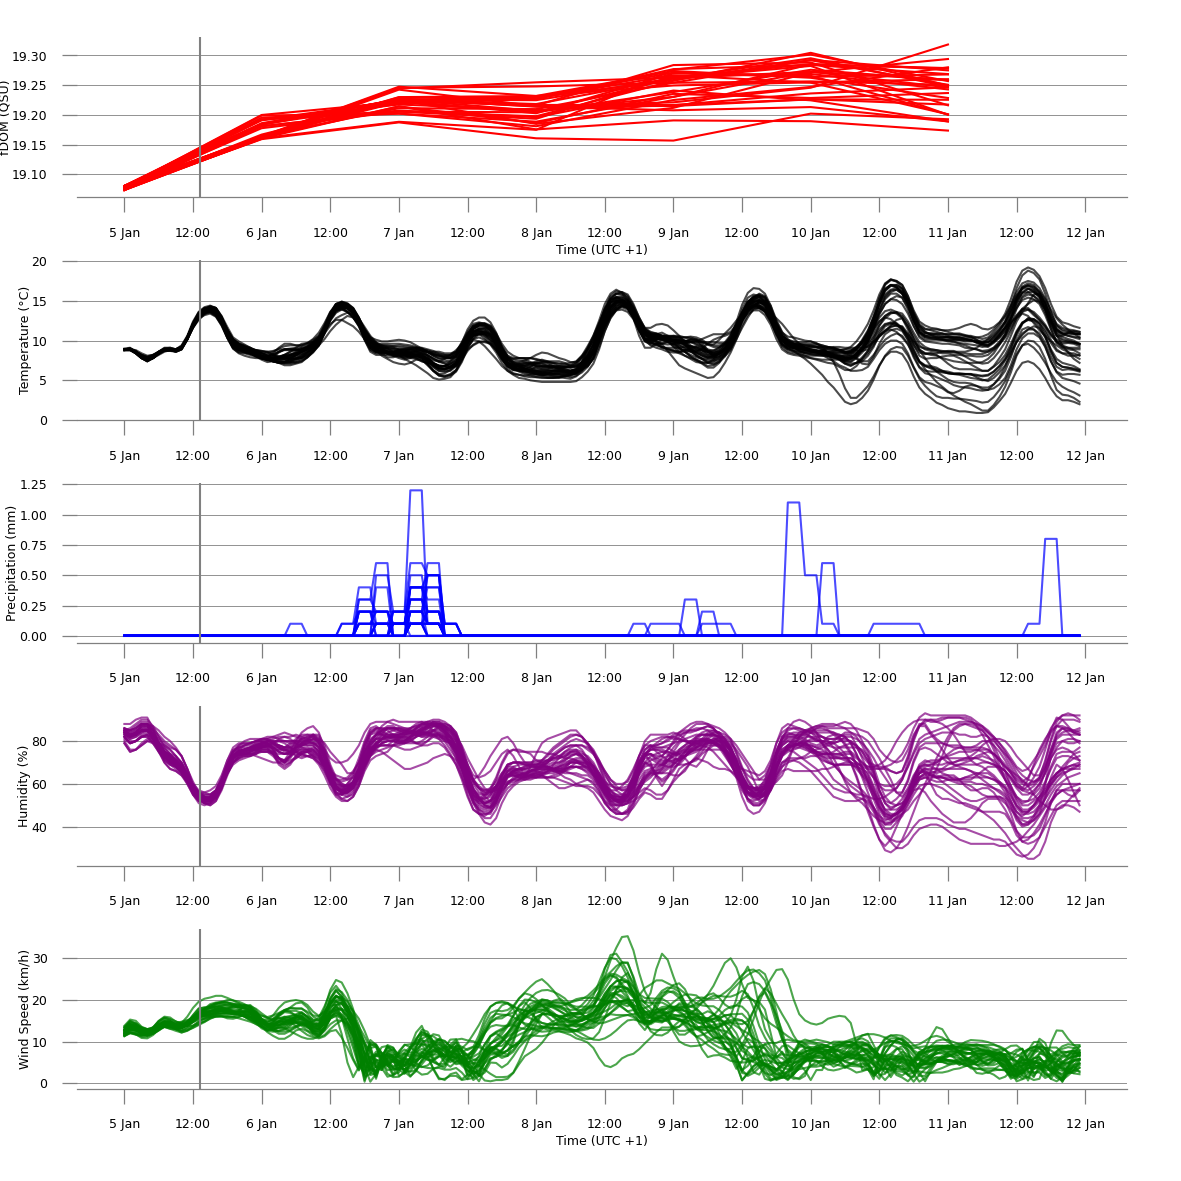 19.30
19.25
19.20
19.15
19.10
fDOM (QSU)
5 Jan 12:00 6 Jan 12:00 7 Jan 12:00 8 Jan 12:00 9 Jan 12:00 10 Jan 12:00 11 Jan 12:00 12 Jan
Time (UTC +1)
20
15
10
5
0
Temperature (°C)
5 Jan 12:00 6 Jan 12:00 7 Jan 12:00 8 Jan 12:00 9 Jan 12:00 10 Jan 12:00 11 Jan 12:00 12 Jan
1.25
1.00
0.75
0.50
0.25
0.00
Precipitation (mm)
5 Jan 12:00 6 Jan 12:00 7 Jan 12:00 8 Jan 12:00 9 Jan 12:00 10 Jan 12:00 11 Jan 12:00 12 Jan
80
60
40
Humidity (%)
5 Jan 12:00 6 Jan 12:00 7 Jan 12:00 8 Jan 12:00 9 Jan 12:00 10 Jan 12:00 11 Jan 12:00 12 Jan
30
20
10
0
Wind Speed (km/h)
5 Jan 12:00 6 Jan 12:00 7 Jan 12:00 8 Jan 12:00 9 Jan 12:00 10 Jan 12:00 11 Jan 12:00 12 Jan
Time (UTC +1)